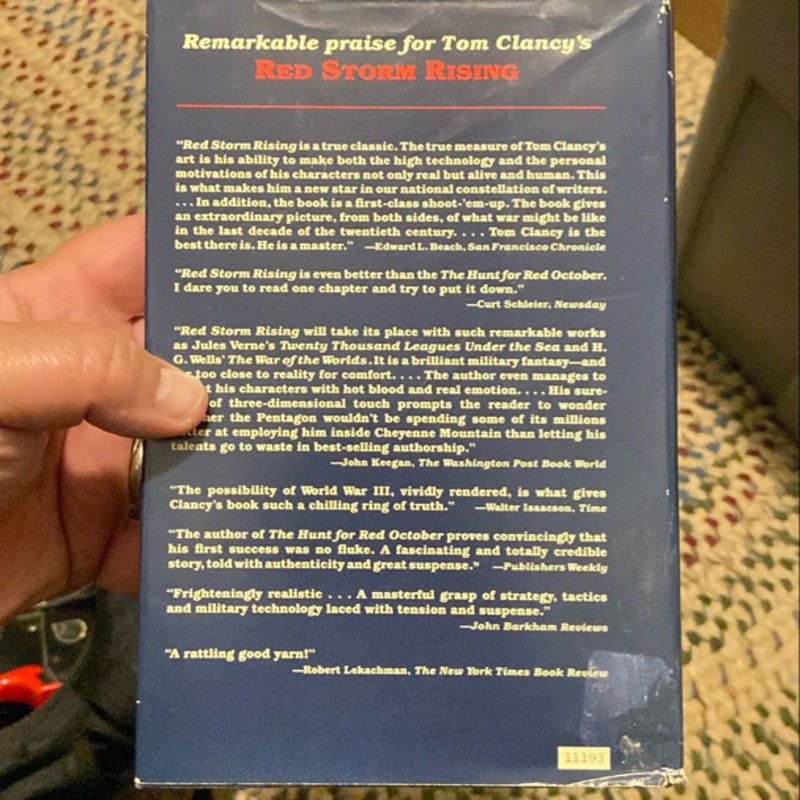 Remarkable praise for Tom Clancy's
RED STORM RISING
"Red Storm Rising is a true classic. The true measure of Tom Clancy's
art is his ability to make both the high technology and the personal
motivations of his characters not only real but alive and human. This
is what makes him a new star in our national constellation of writers.
. . . In addition, the book is a first-class shoot-'em-up. The book gives
an extraordinary picture, from both sides, of what war might be like
in the last decade of the twentieth century. . . . Tom Clancy is the
best there is. He is a master." —Edward L. Beach, San Francisco Chronicle
"Red Storm Rising is even better than the The Hunt for Red October.
I dare you to read one chapter and try to put it down."
—Curt Schleier, Newsday
"Red Storm Rising will take its place with such remarkable works
as Jules Verne's Twenty Thousand Leagues Under the Sea and H.
G. Wells' The War of the Worlds. It is a brilliant military fantasy—and
too close to reality for comfort. . . . The author even manages to
his characters with hot blood and real emotion. . . . His sure-
of three-dimensional touch prompts the reader to wonder
the Pentagon wouldn't be spending some of its millions
at employing him inside Cheyenne Mountain than letting his
talents go to waste in best-selling authorship."
—John Keegan, The Washington Post Book World
"The possibility of World War III, vividly rendered, is what gives
Clancy's book such a chilling ring of truth." —Walter Isaacson, Time
"The author of The Hunt for Red October proves convincingly that
his first success was no fluke. A fascinating and totally credible
story, told with authenticity and great suspense." —Publishers Weekly
"Frighteningly realistic . . . A masterful grasp of strategy, tactics
and military technology laced with tension and suspense."
—John Barkham Reviews
"A rattling good yarn!"
—Robert Lekachman, The New York Times Book Review
11193